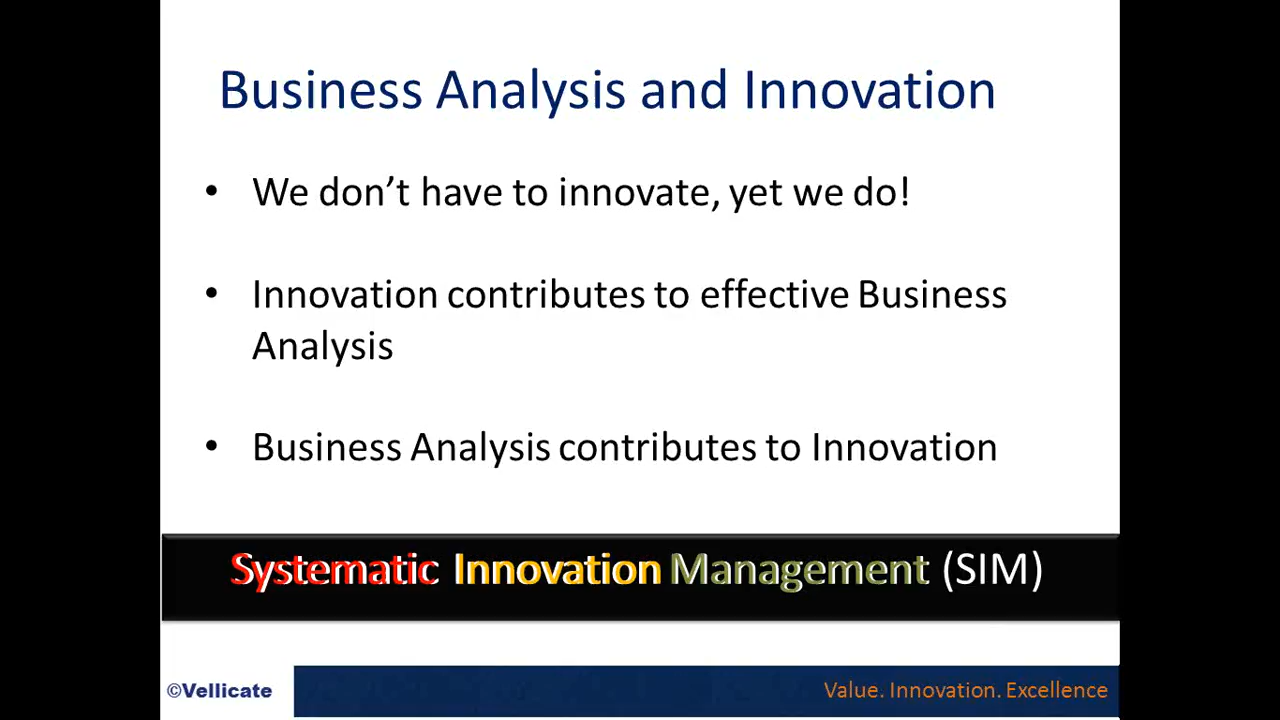 Business Analysis and Innovation
• We don’t have to innovate, yet we do!
• Innovation contributes to effective Business
Analysis
• Business Analysis contributes to Innovation
Systematic Innovation Management (SIM)
©Vellicate
Value. Innovation. Excellence